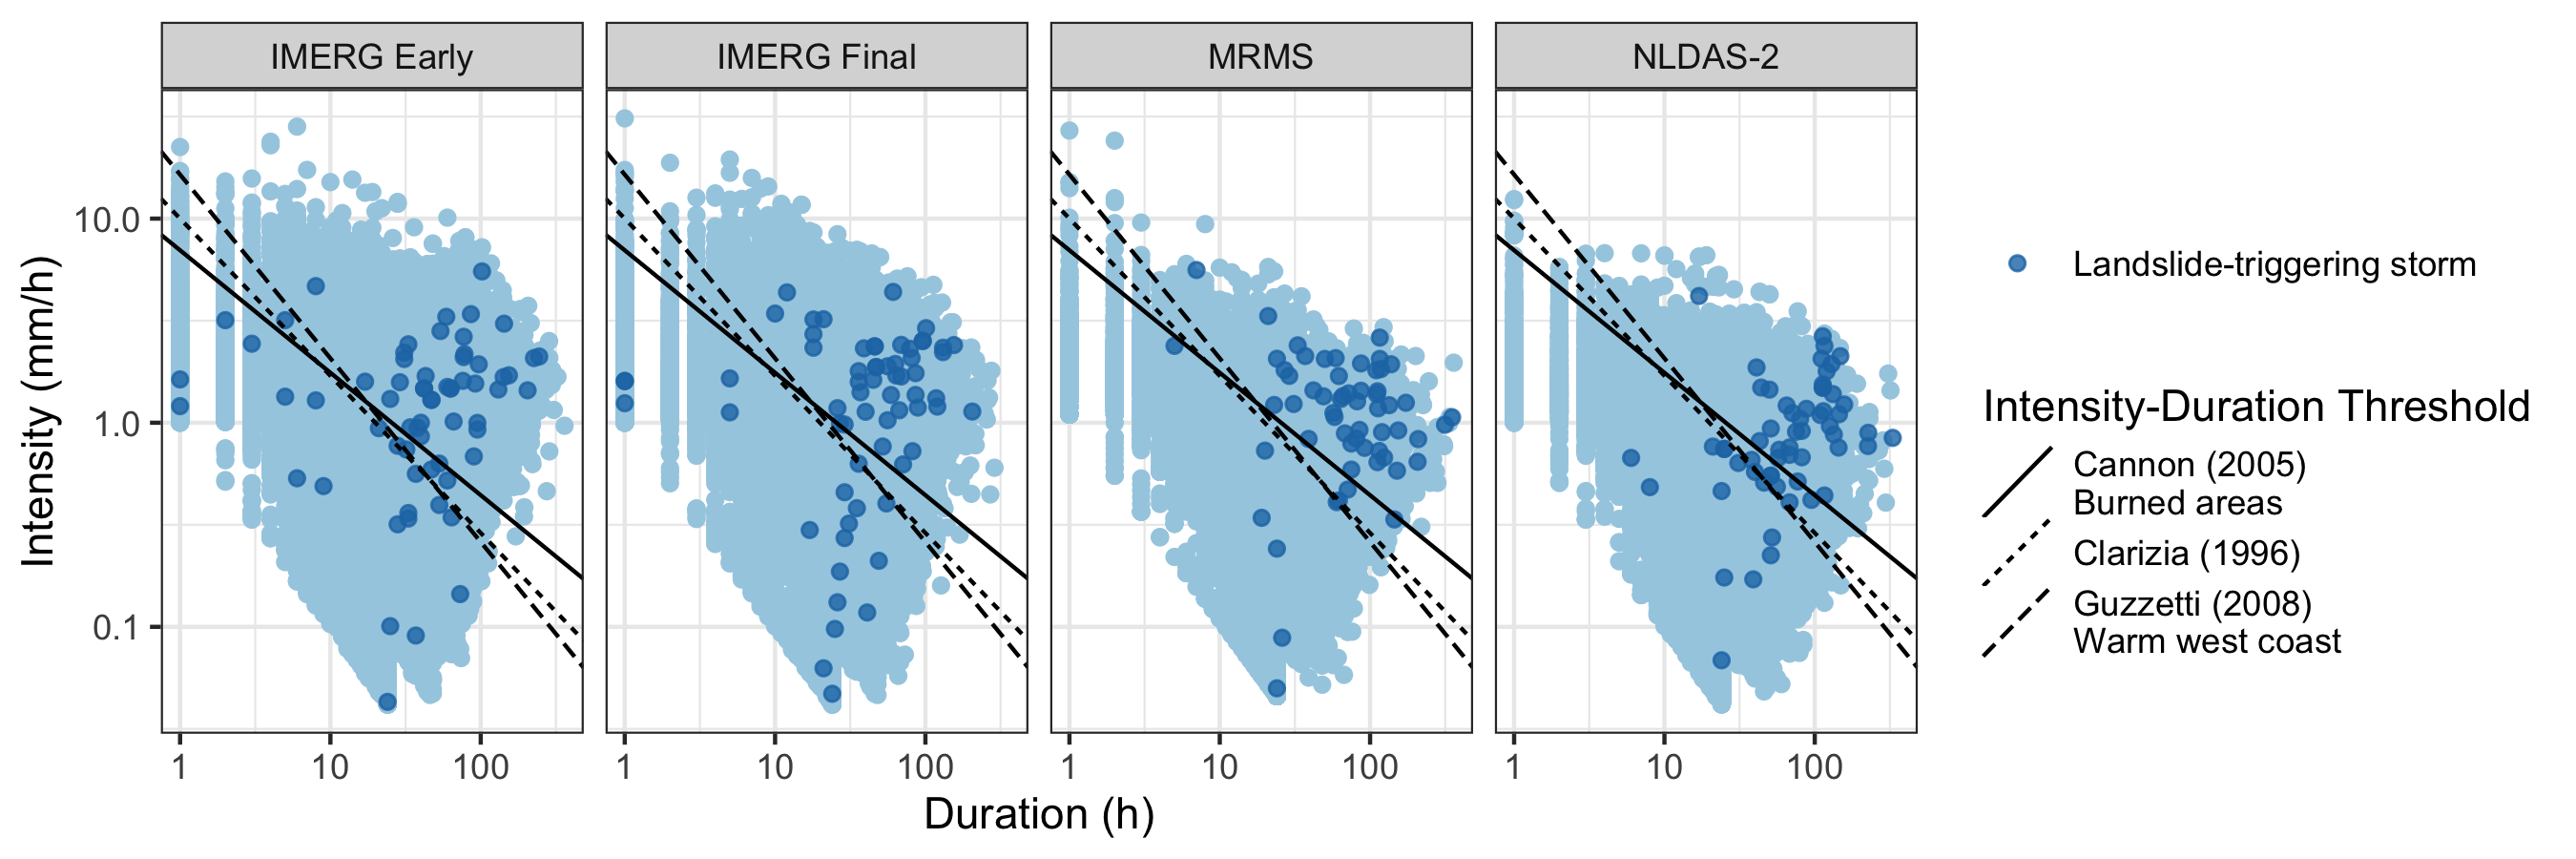 IMERG Early
IMERG Final
MRMS
NLDAS-2
Intensity (mm/h)
10.0
1.0
0.1
1 10 100
1 10 100
1 10 100
1 10 100
Duration (h)
Landslide-triggering storm
Intensity-Duration Threshold
Cannon (2005)
Burned areas
Clarizia (1996)
Guzzetti (2008)
Warm west coast